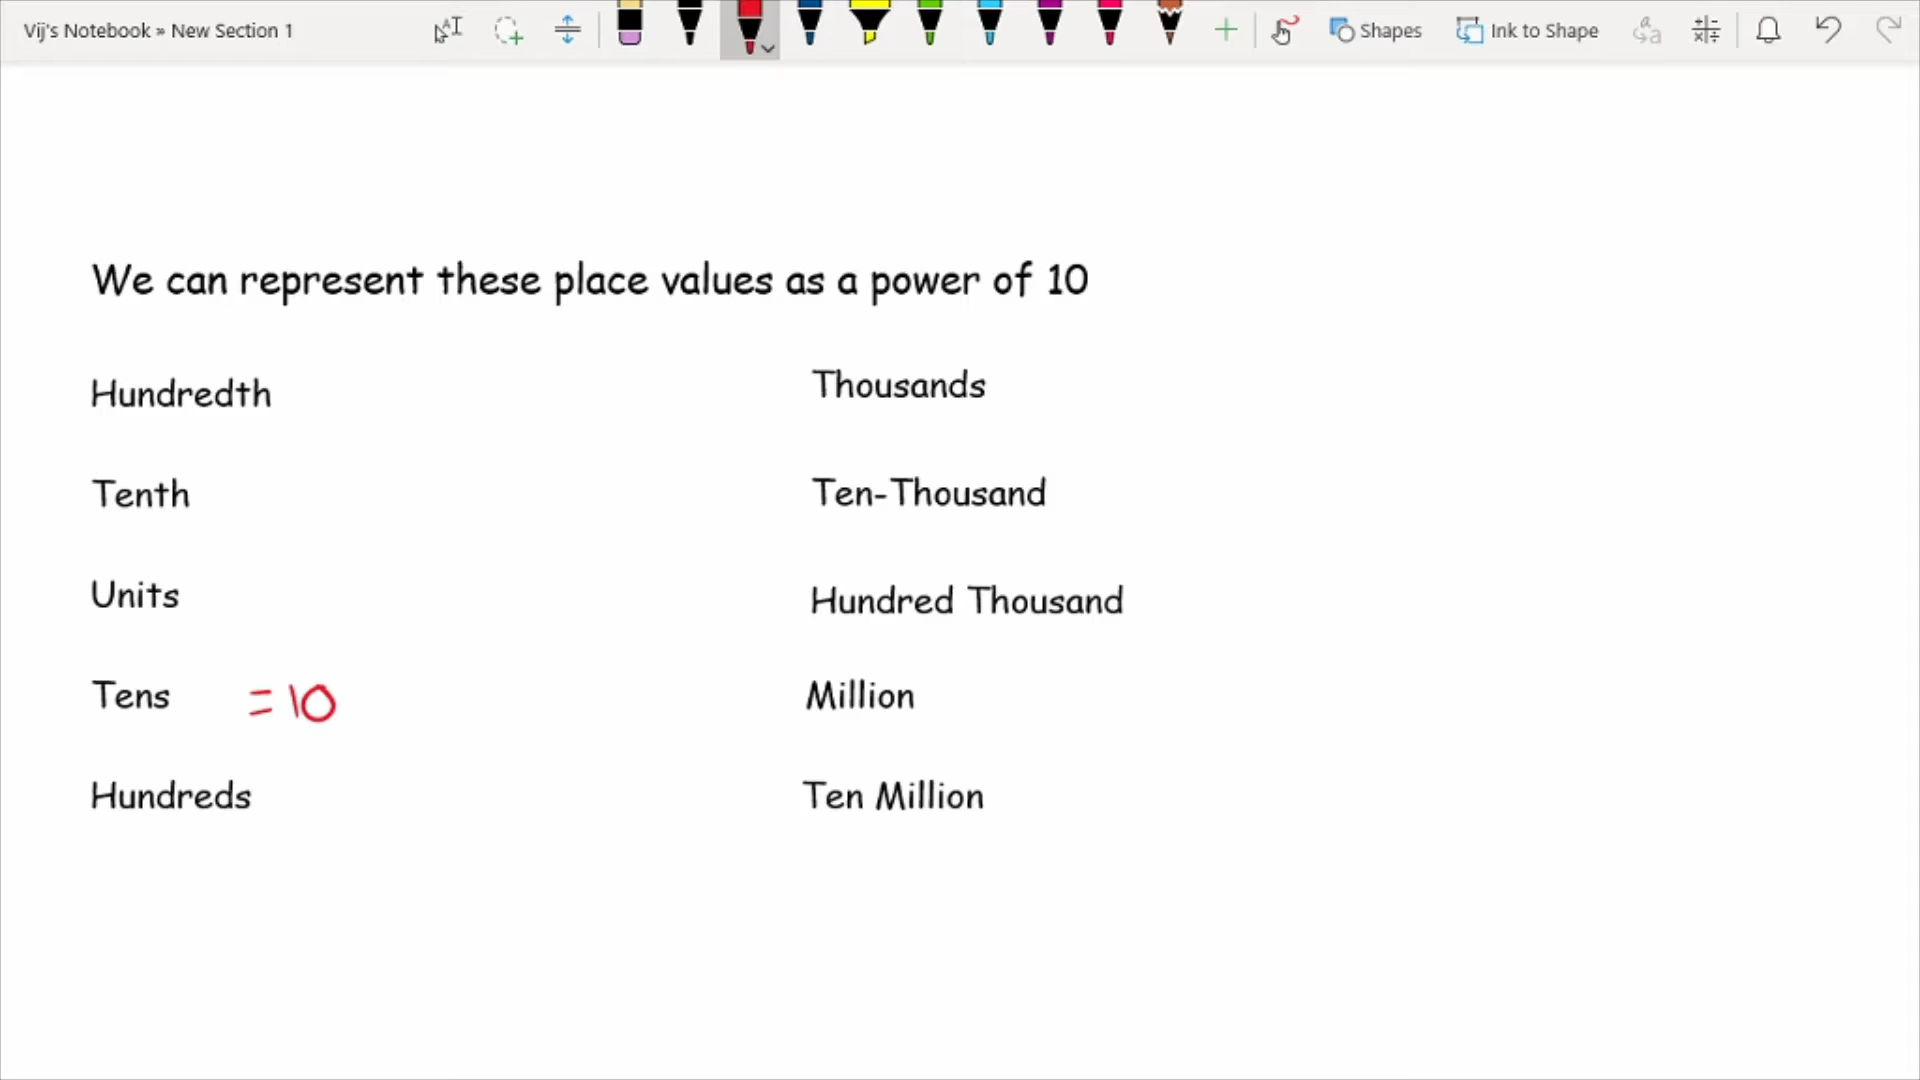 Vij's Notebook » New Section 1
Shapes
Ink to Shape
We can represent these place values as a power of 10
Hundredth
Tenth
Units
Tens = 10
Hundreds
Thousands
Ten-Thousand
Hundred Thousand
Million
Ten Million